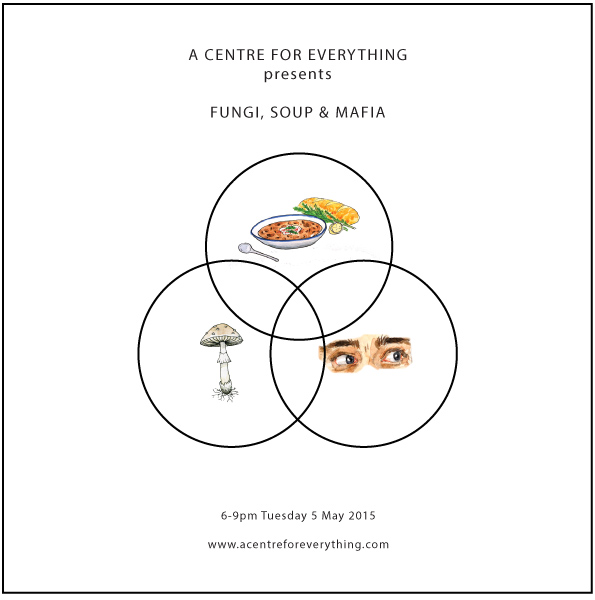 A CENTRE FOR EVERYTHING
presents
FUNGI, SOUP & MAFIA
6-9pm Tuesday 5 May 2015
www.acentreforeverything.com